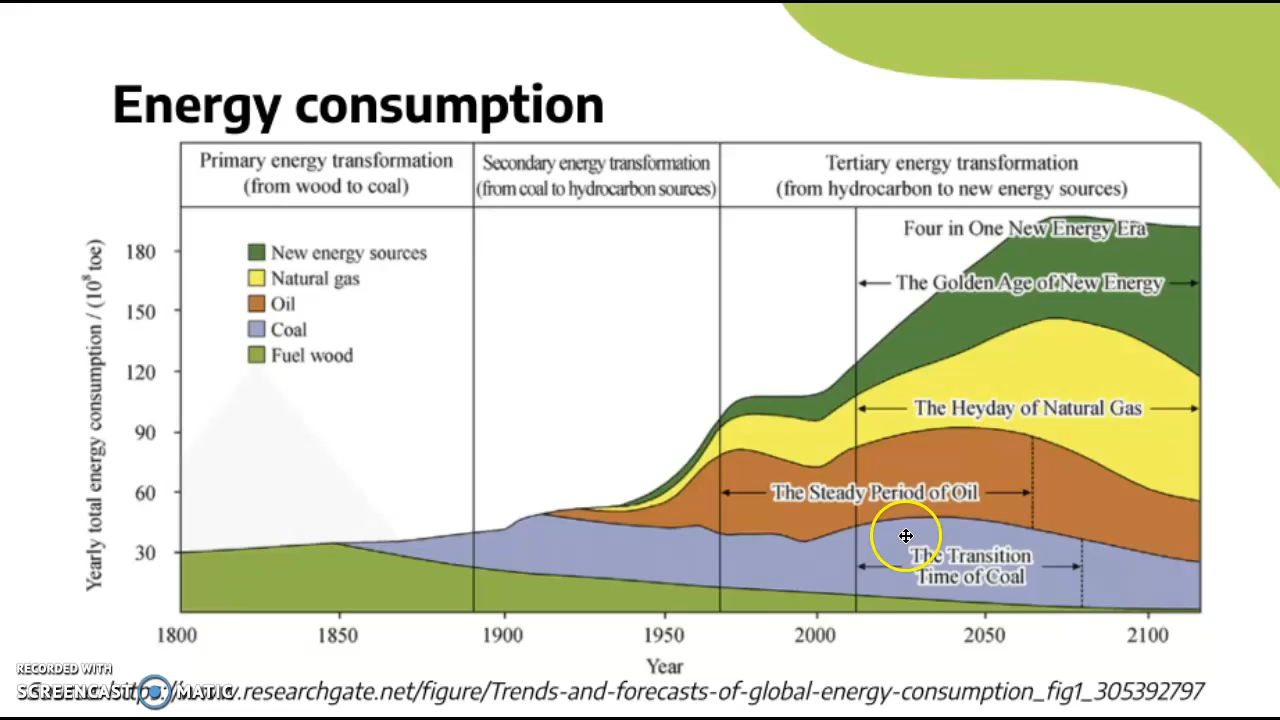 Energy consumption
Primary energy transformation
(from wood to coal)
Secondary energy transformation
(from coal to hydrocarbon sources)
Tertiary energy transformation
(from hydrocarbon to new energy sources)
Yearly total energy consumption / (10⁸ toe)
180
150
120
90
60
30
New energy sources
Natural gas
Oil
Coal
Fuel wood
Four in One New Energy Era
The Golden Age of New Energy
The Heyday of Natural Gas
The Steady Period of Oil
The Transition
Time of Coal
1800
1850
1900
1950
2000
2050
2100
Year
RECORDED WITH
SCREENCAST MATIC
.researchgate.net/figure/Trends-and-forecasts-of-global-energy-consumption_fig1_305392797